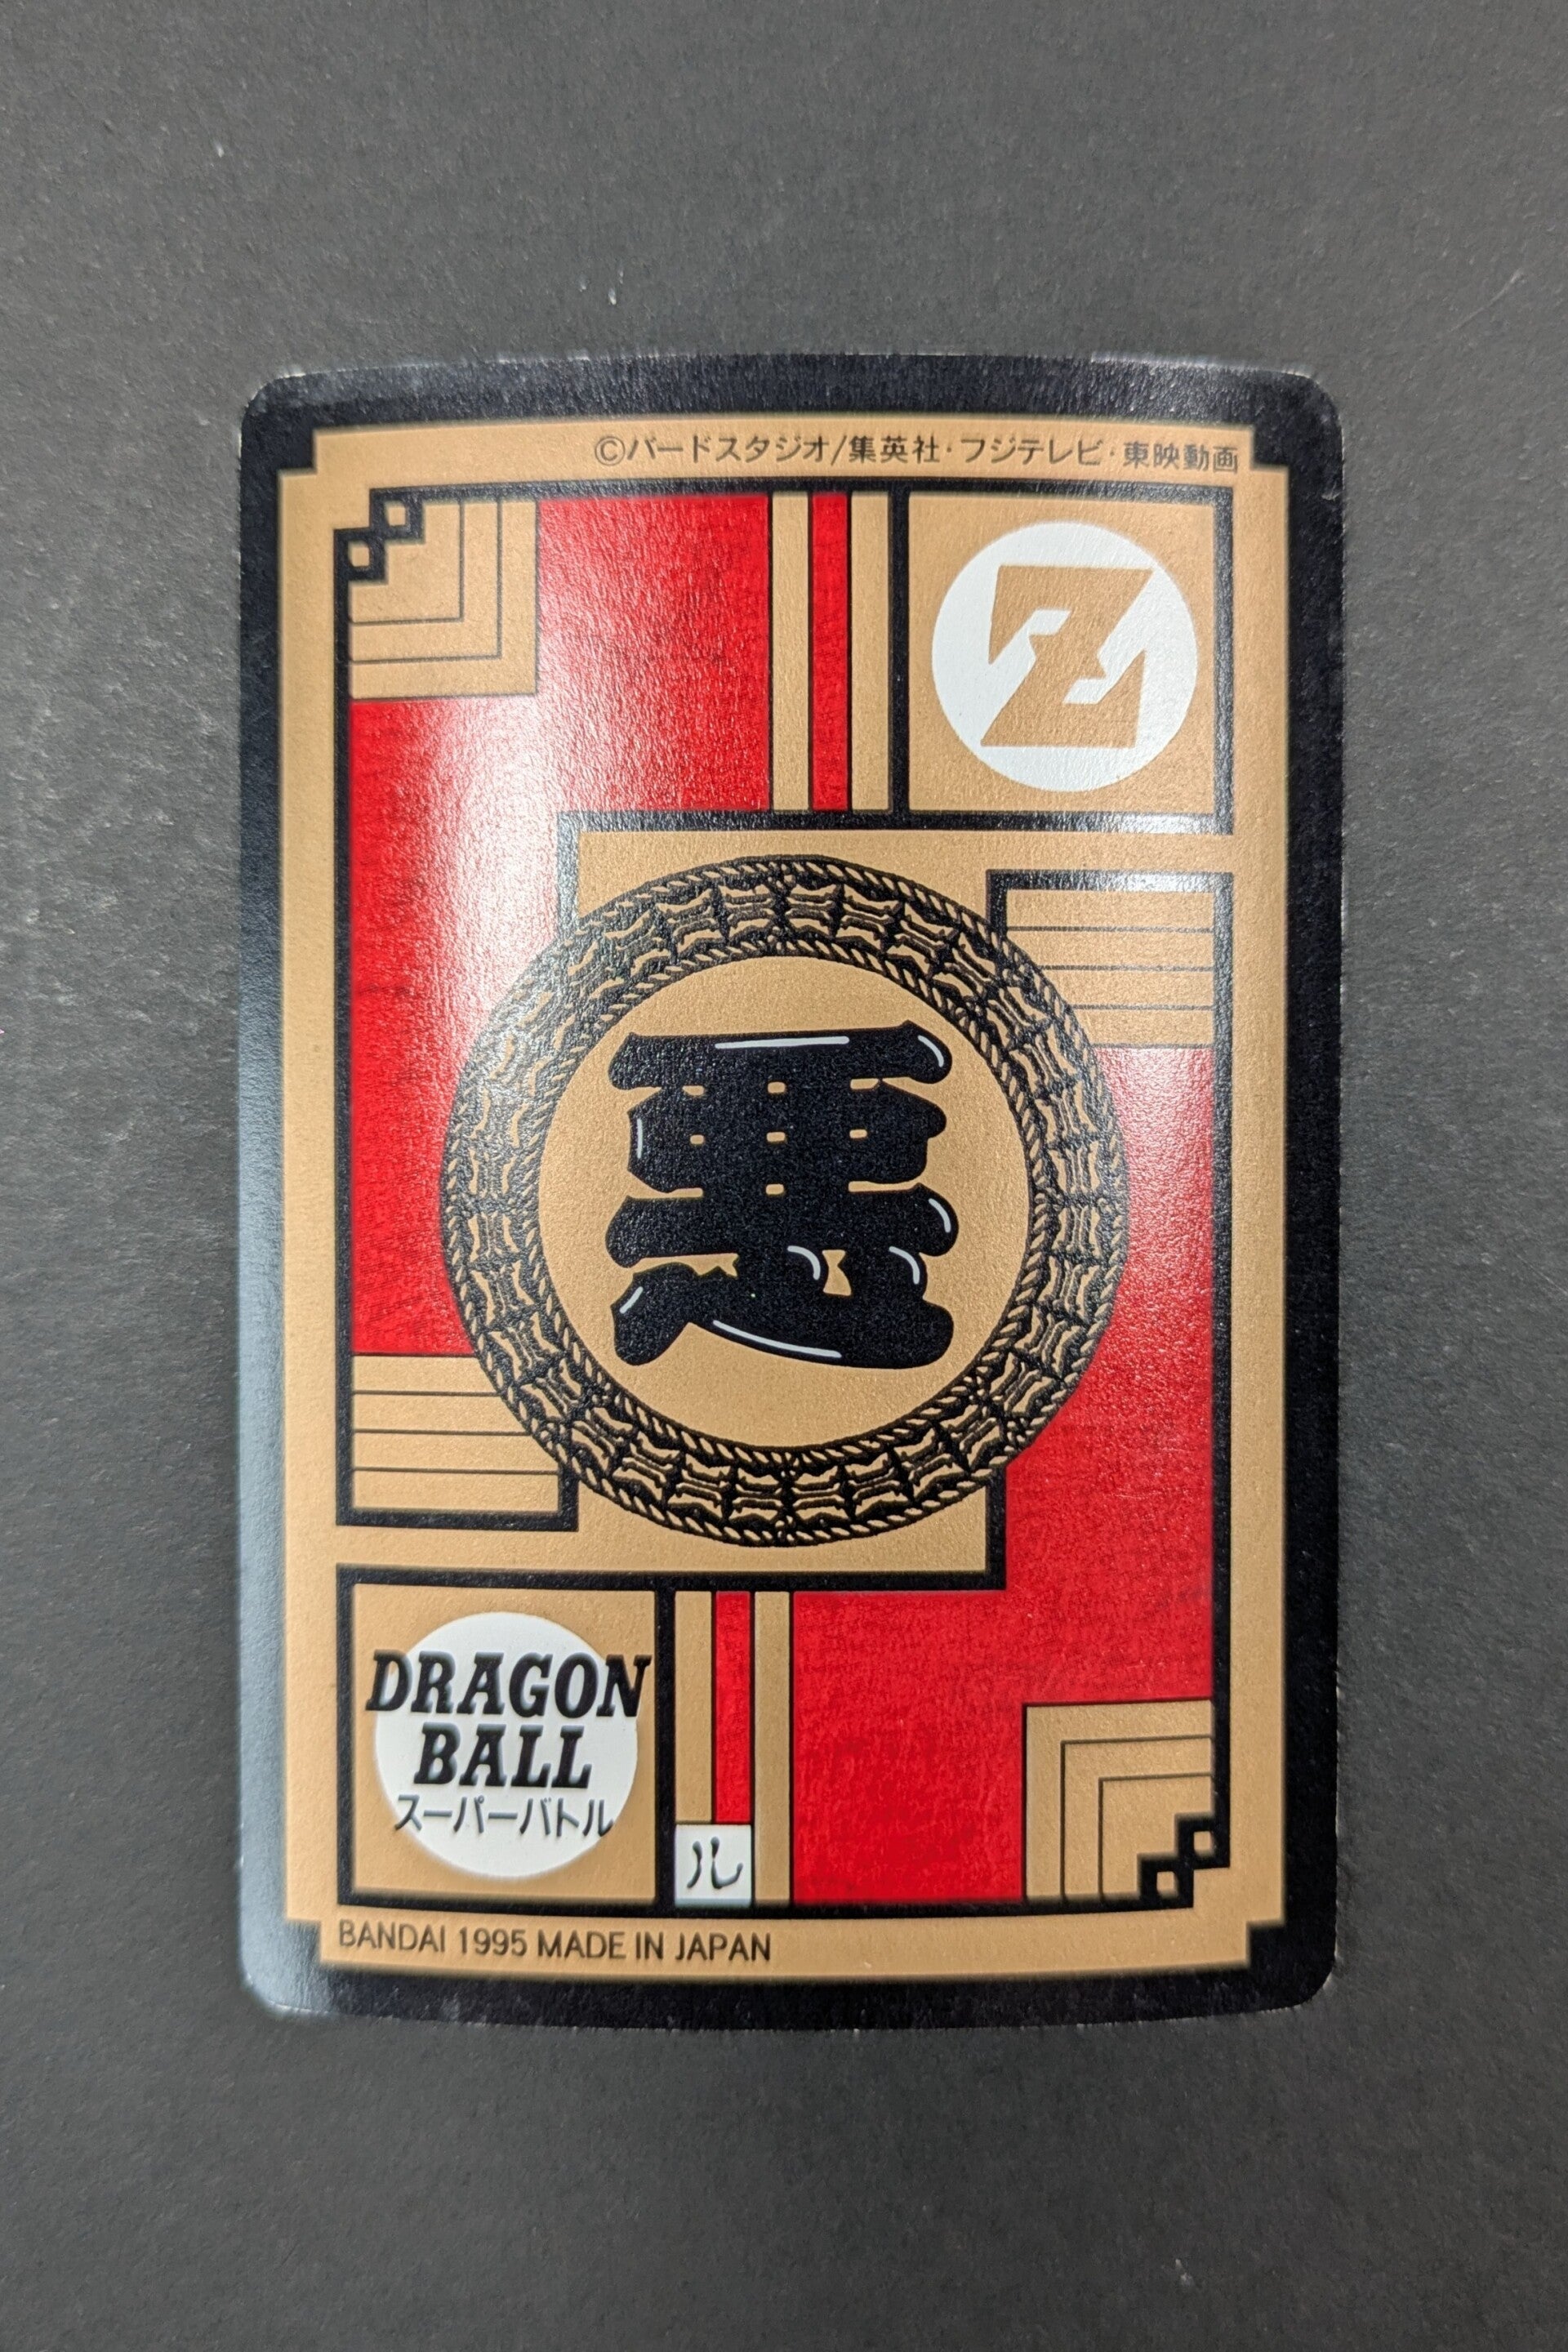 ©バードスタジオ/集英社・フジテレビ・東映動画
Z
悪
DRAGON
BALL
スーパーバトル
ル
BANDAI 1995 MADE IN JAPAN